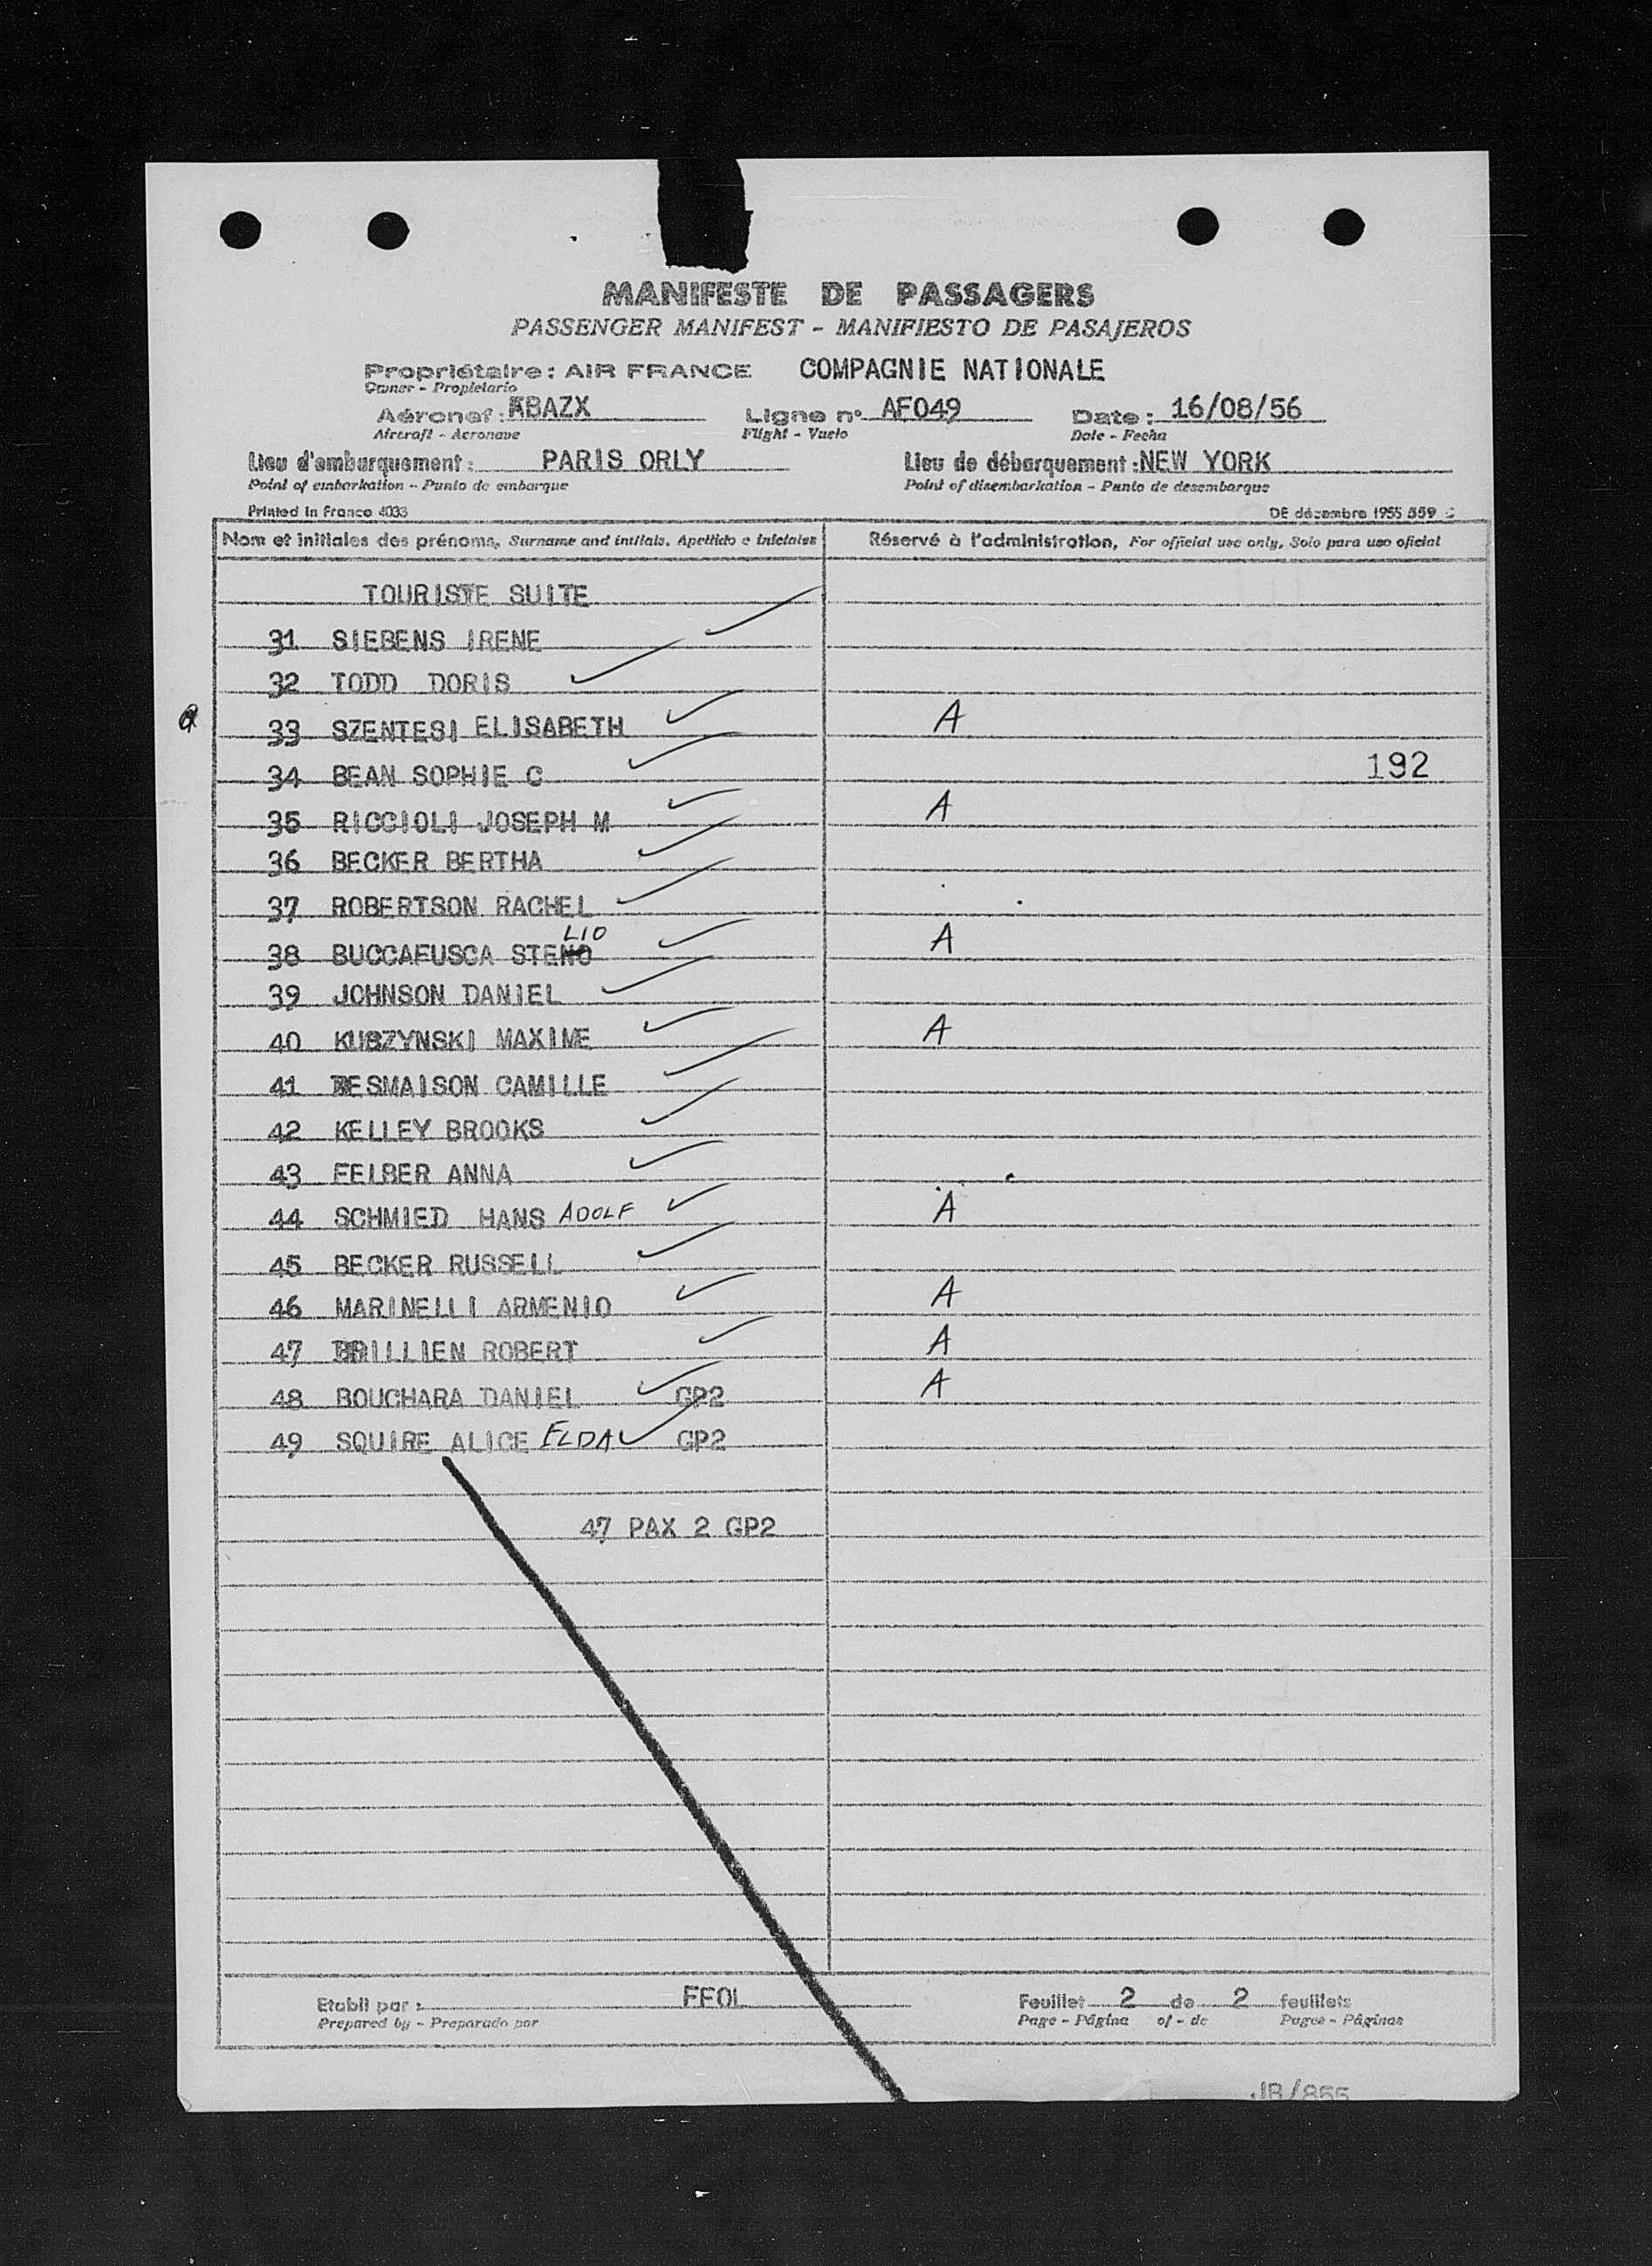 MANIFESTE DE PASSAGERS
PASSENGER MANIFEST - MANIFIESTO DE PASAJEROS
Propriétaire: AIR FRANCE COMPAGNIE NATIONALE
Owner - Propietario
Aéronef: BAZX Ligne n° AF049 Date: 16/08/56
Aircraft - Aeronave Flight - Vuelo Date - Fecha
Lieu d'embarquement: PARIS ORLY Lieu de débarquement: NEW YORK
Point of embarkation - Punto de embarque Point of disembarkation - Punto de desembarque
Printed in France 4033 DE décembre 1955 559
Nom et initiales des prénoms, Surname and initials, Apellido e iniciales Réservé à l'administration, For official use only, Solo para uso oficial
TOURISTE SUITE
31 SIEBENS IRENE
32 TODD DORIS
33 SZENTESI ELISABETH A
34 BEAN SOPHIE C 192
35 RICCIOLI JOSEPH M A
36 BECKER BERTHA
37 ROBERTSON RACHEL
LIO
38 BUCCAFUSCA STENO A
39 JOHNSON DANIEL
40 KUSZYNSKI MAXIME A
41 DESMAISON CAMILLE
42 KELLEY BROOKS
43 FELBER ANNA
44 SCHMIED HANS ADOLF A
45 BECKER RUSSELL
46 MARINELLI ARMENIO A
47 BRILLIEN ROBERT A
48 BOUCHARA DANIEL GP2 A
49 SQUIRE ALICE ELDA GP2
47 PAX 2 GP2
Etabli par: FFOL Feuillet 2 de 2 feuillets
Prepared by - Preparado por Page - Página of - de Pages - Páginas
JB/855